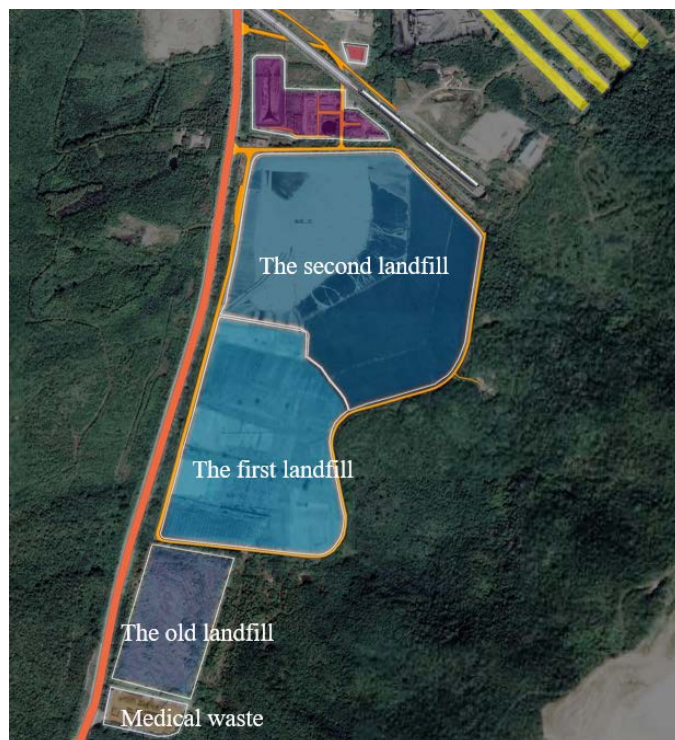 The second landfill
The first landfill
The old landfill
Medical waste